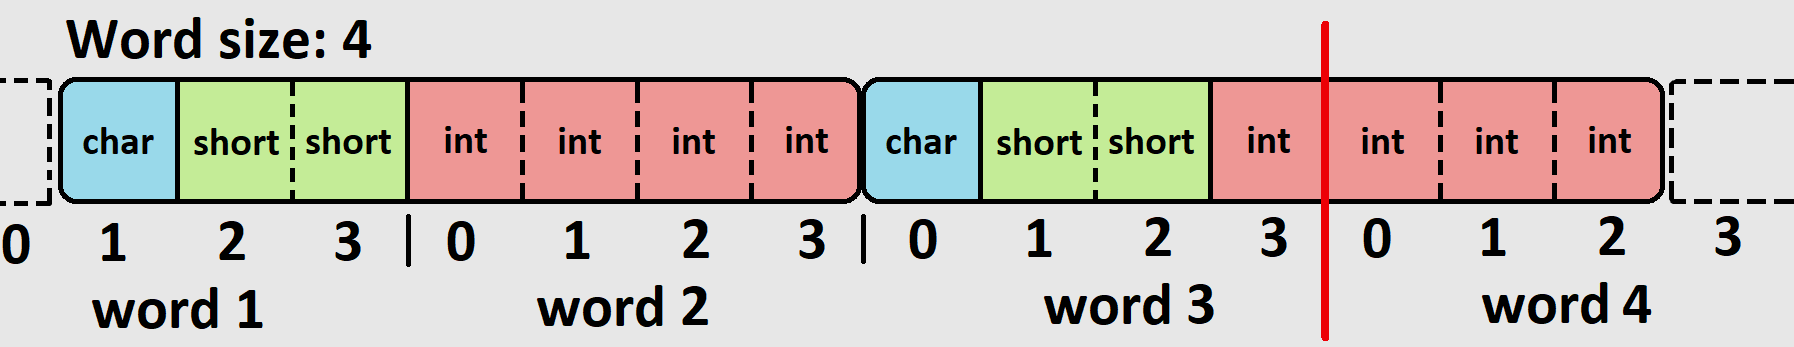 Word size: 4
char short short int int int int char short short int int int int
0 1 2 3 0 1 2 3 0 1 2 3 0 1 2 3
word 1 word 2 word 3 word 4